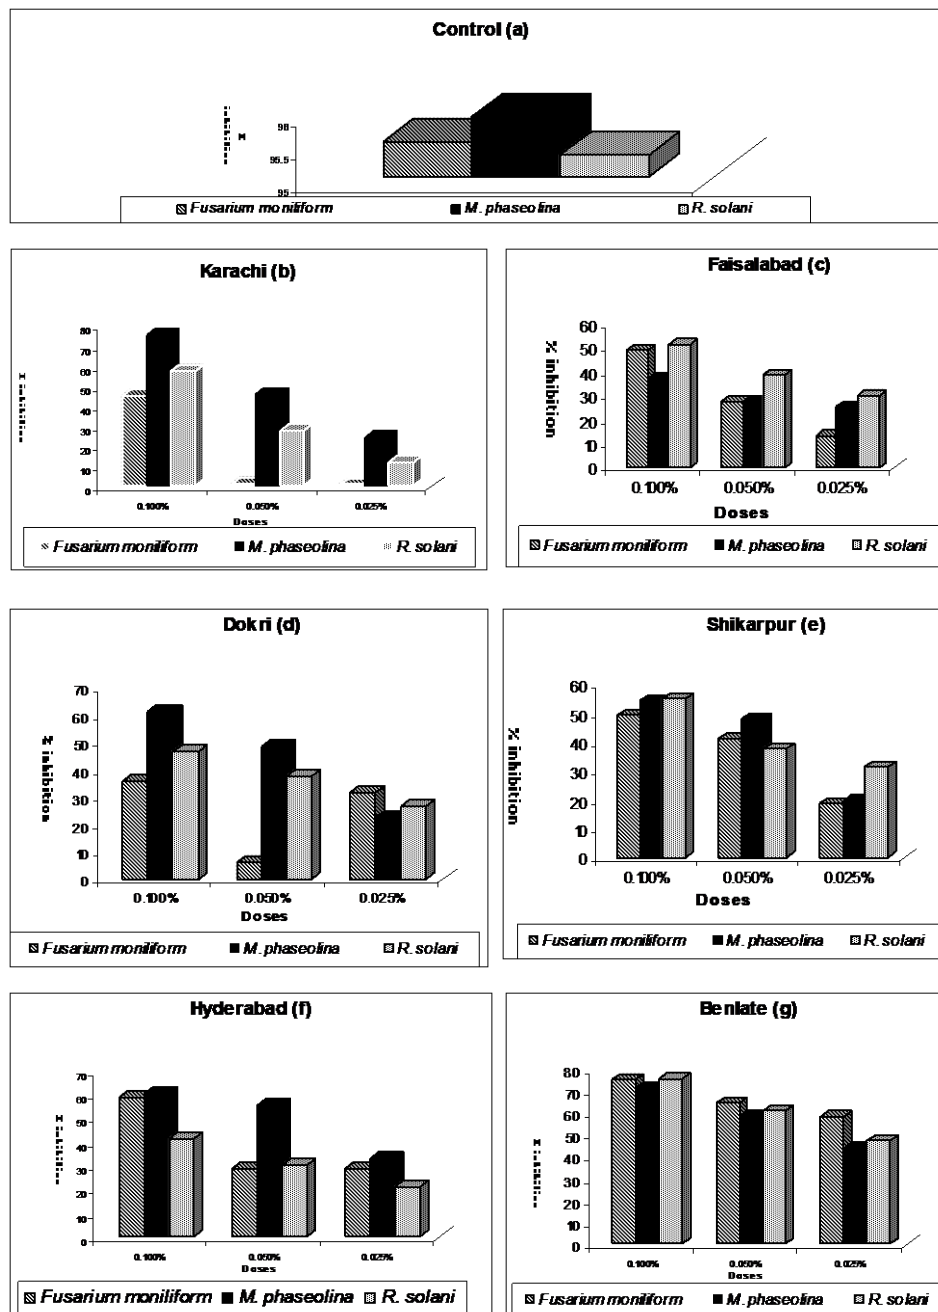 Control (a)
96
95.5
95
Fusarium moniliform M. phaseolina R. solani
Karachi (b)
80
70
60
50
40
30
20
10
0
0.100% 0.050% 0.025%
Doses
Fusarium moniliform M. phaseolina R. solani
Faisalabad (c)
% inhibition
60
50
40
30
20
10
0
0.100% 0.050% 0.025%
Doses
Fusarium moniliform M. phaseolina R. solani
Dokri (d)
% inhibition
70
60
50
40
30
20
10
0
0.100% 0.050% 0.025%
Doses
Fusarium moniliform M. phaseolina R. solani
Shikarpur (e)
% inhibition
60
50
40
30
20
10
0
0.100% 0.050% 0.025%
Doses
Fusarium moniliform M. phaseolina R. solani
Hyderabad (f)
70
60
50
40
30
20
10
0
0.100% 0.050% 0.025%
Doses
Fusarium moniliform M. phaseolina R. solani
Benlate (g)
80
70
60
50
40
30
20
10
0
0.100% 0.050% 0.025%
Doses
Fusarium moniliform M. phaseolina R. solani